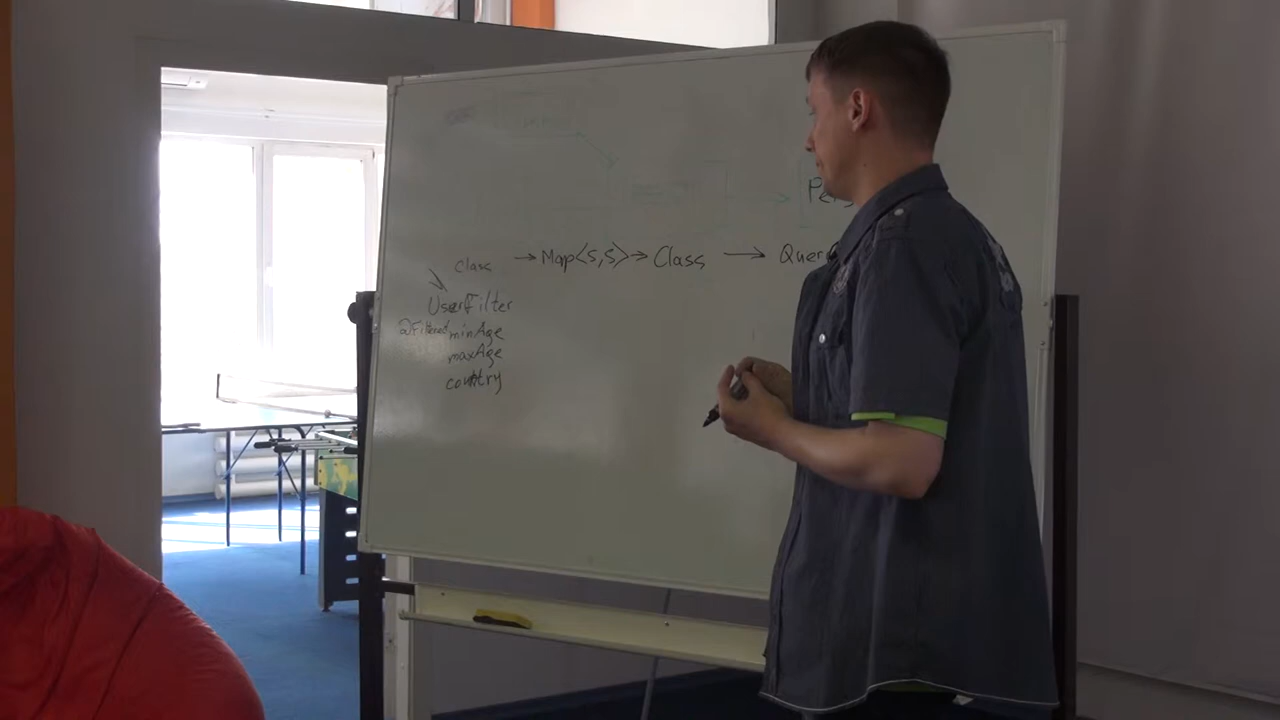 Class → Map<S,S> → Class → Quer
UserFilter
@Filtered minAge
maxAge
country